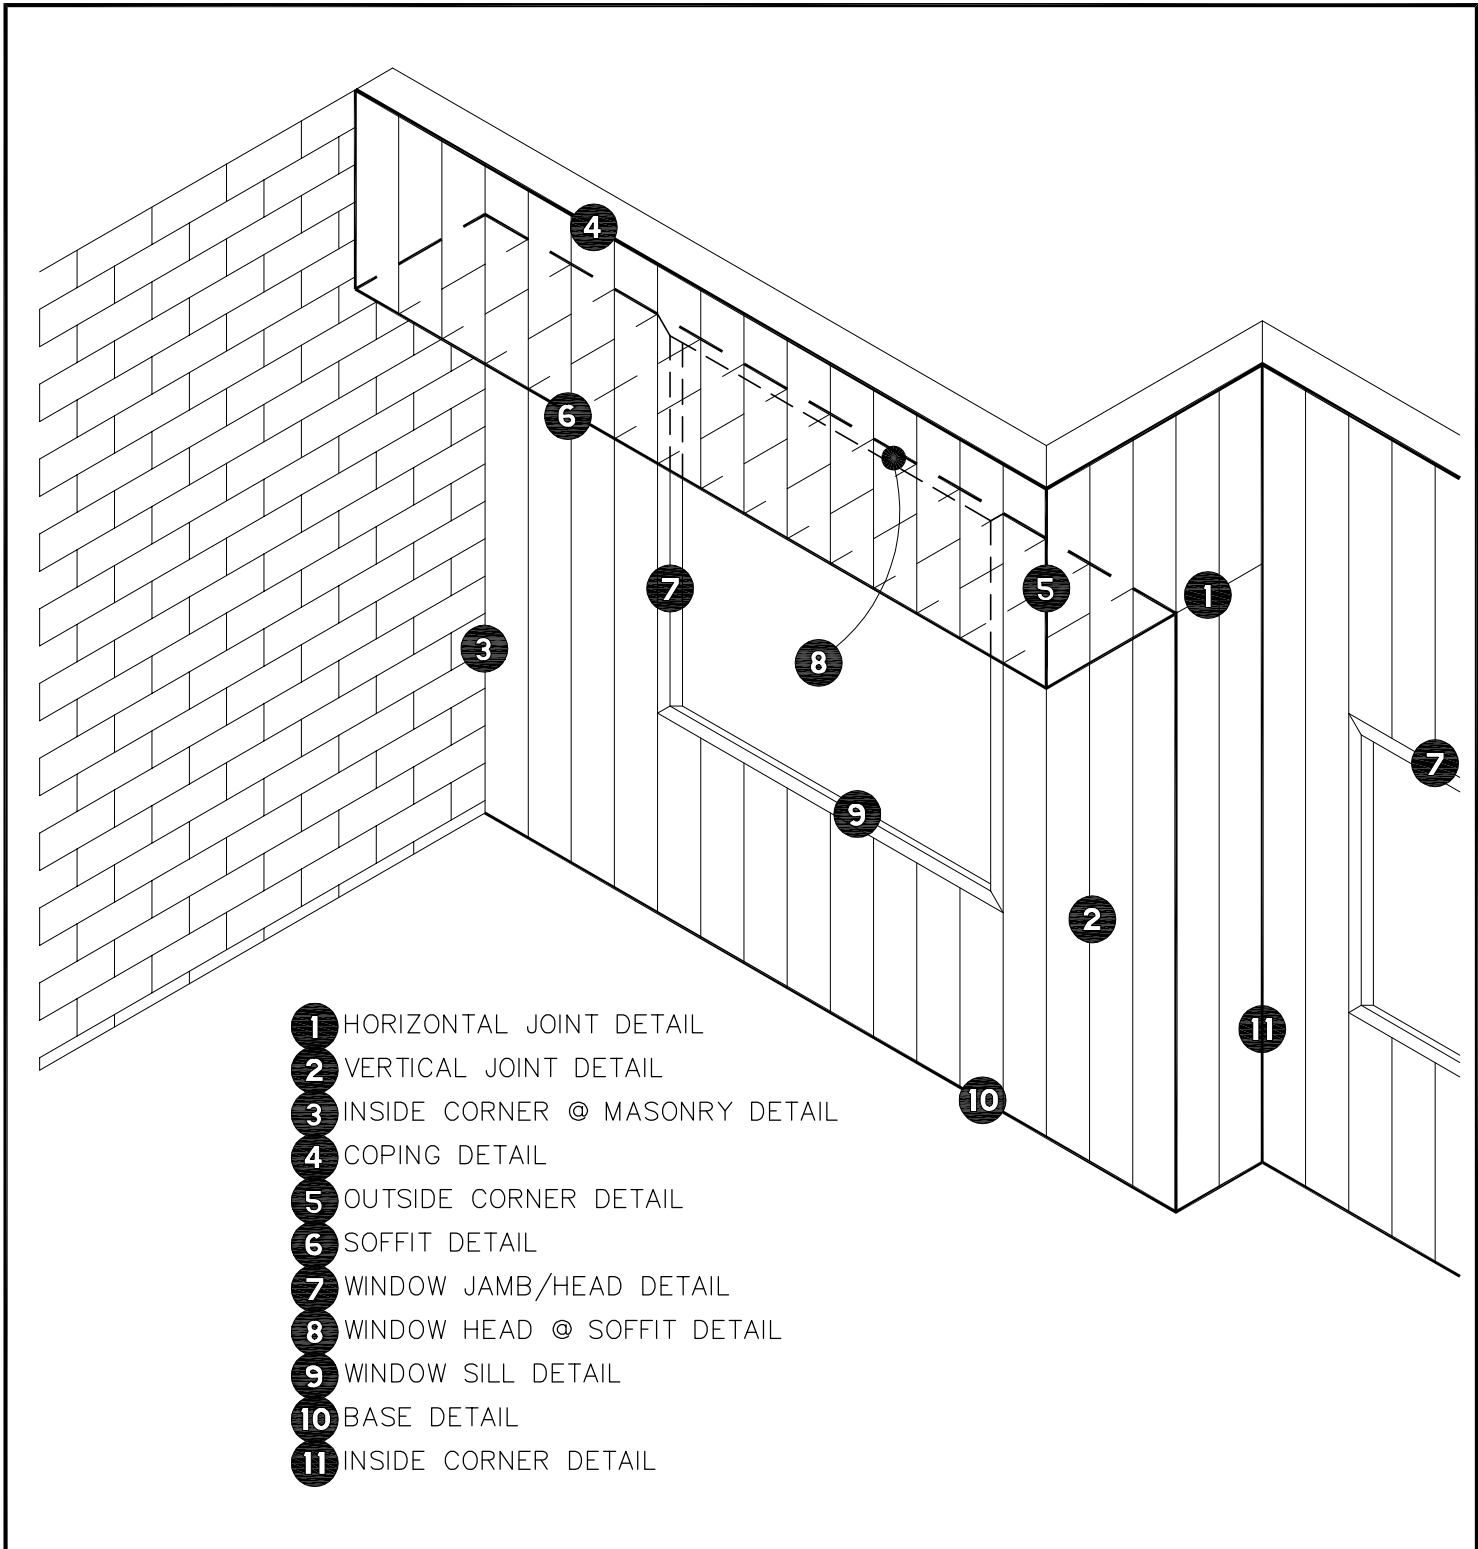 4
6
5
1
7
3
8
7
9
2
11
10
1 HORIZONTAL JOINT DETAIL
2 VERTICAL JOINT DETAIL
3 INSIDE CORNER @ MASONRY DETAIL
4 COPING DETAIL
5 OUTSIDE CORNER DETAIL
6 SOFFIT DETAIL
7 WINDOW JAMB/HEAD DETAIL
8 WINDOW HEAD @ SOFFIT DETAIL
9 WINDOW SILL DETAIL
10 BASE DETAIL
11 INSIDE CORNER DETAIL